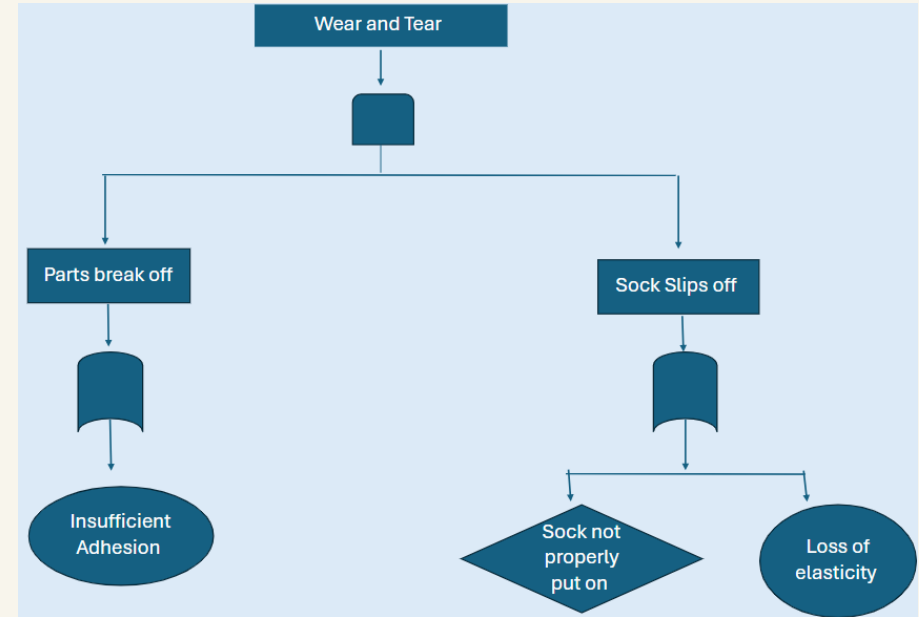 Wear and Tear
Parts break off
Sock Slips off
Insufficient
Adhesion
Sock not
properly
put on
Loss of
elasticity